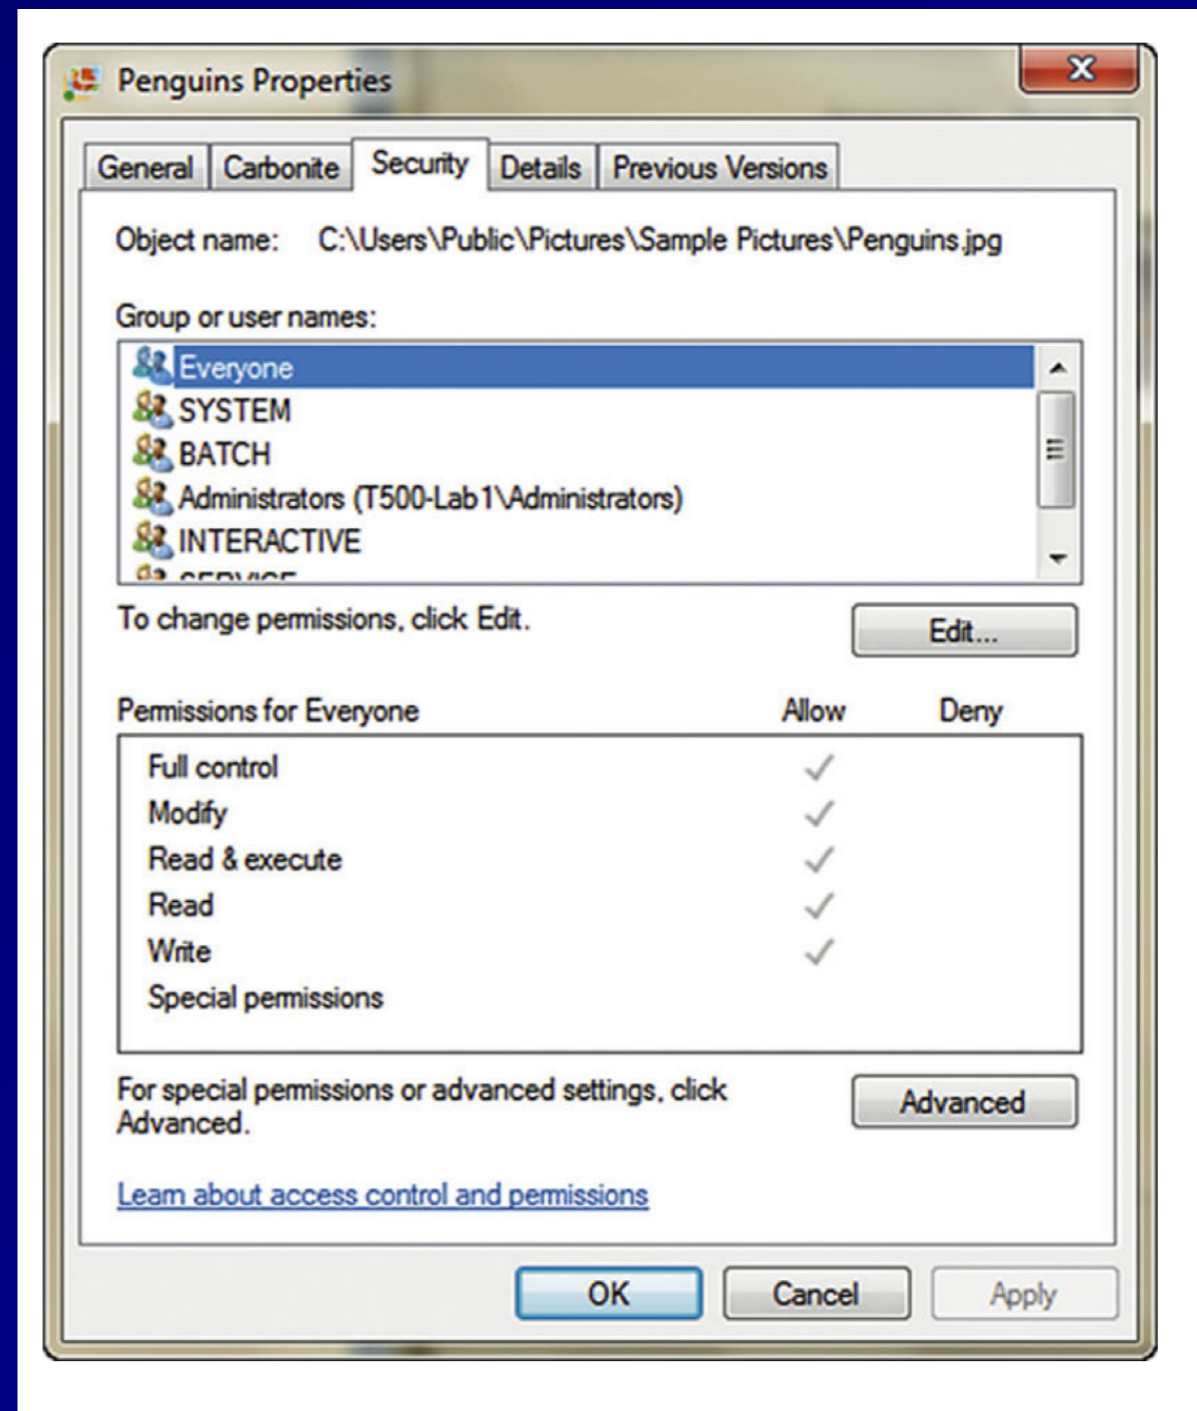 Penguins Properties
General Carbonite Security Details Previous Versions
Object name: C:\Users\Public\Pictures\Sample Pictures\Penguins.jpg
Group or user names:
Everyone
SYSTEM
BATCH
Administrators (T500-Lab1\Administrators)
INTERACTIVE
SERVICE
To change permissions, click Edit.
Edit...
Permissions for Everyone Allow Deny
Full control
Modify
Read & execute
Read
Write
Special permissions
For special permissions or advanced settings, click
Advanced.
Advanced
Learn about access control and permissions
OK Cancel Apply